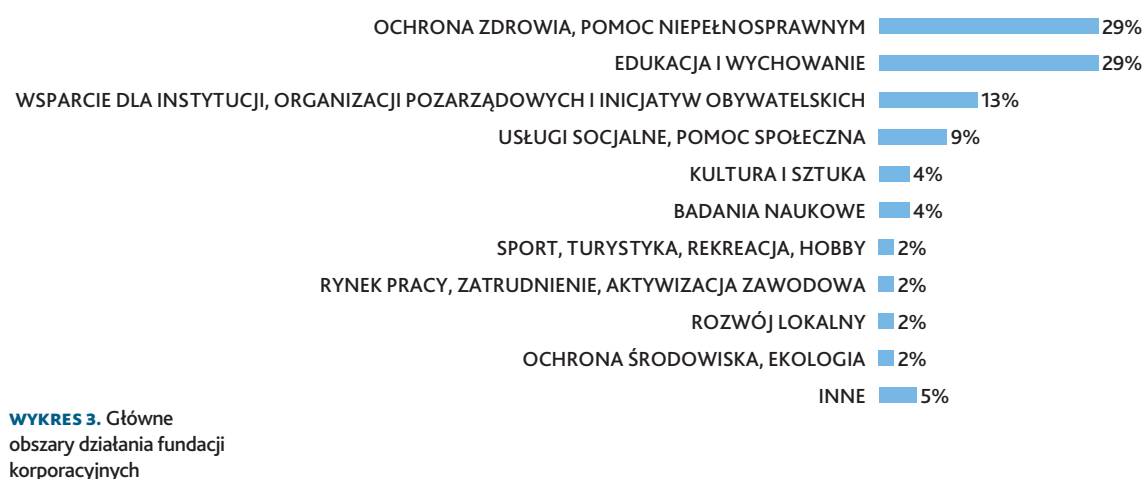 OCHRONA ZDROWIA, POMOC NIEPEŁNOSPRAWNYM 29%
EDUKACJA I WYCHOWANIE 29%
WSPARCIE DLA INSTYTUCJI, ORGANIZACJI POZARZĄDOWYCH I INICJATYW OBYWATELSKICH 13%
USŁUGI SOCJALNE, POMOC SPOŁECZNA 9%
KULTURA I SZTUKA 4%
BADANIA NAUKOWE 4%
SPORT, TURYSTYKA, REKREACJA, HOBBY 2%
RYNEK PRACY, ZATRUDNIENIE, AKTYWIZACJA ZAWODOWA 2%
ROZWÓJ LOKALNY 2%
OCHRONA ŚRODOWISKA, EKOLOGIA 2%
INNE 5%
WYKRES 3. Główne
obszary działania fundacji
korporacyjnych